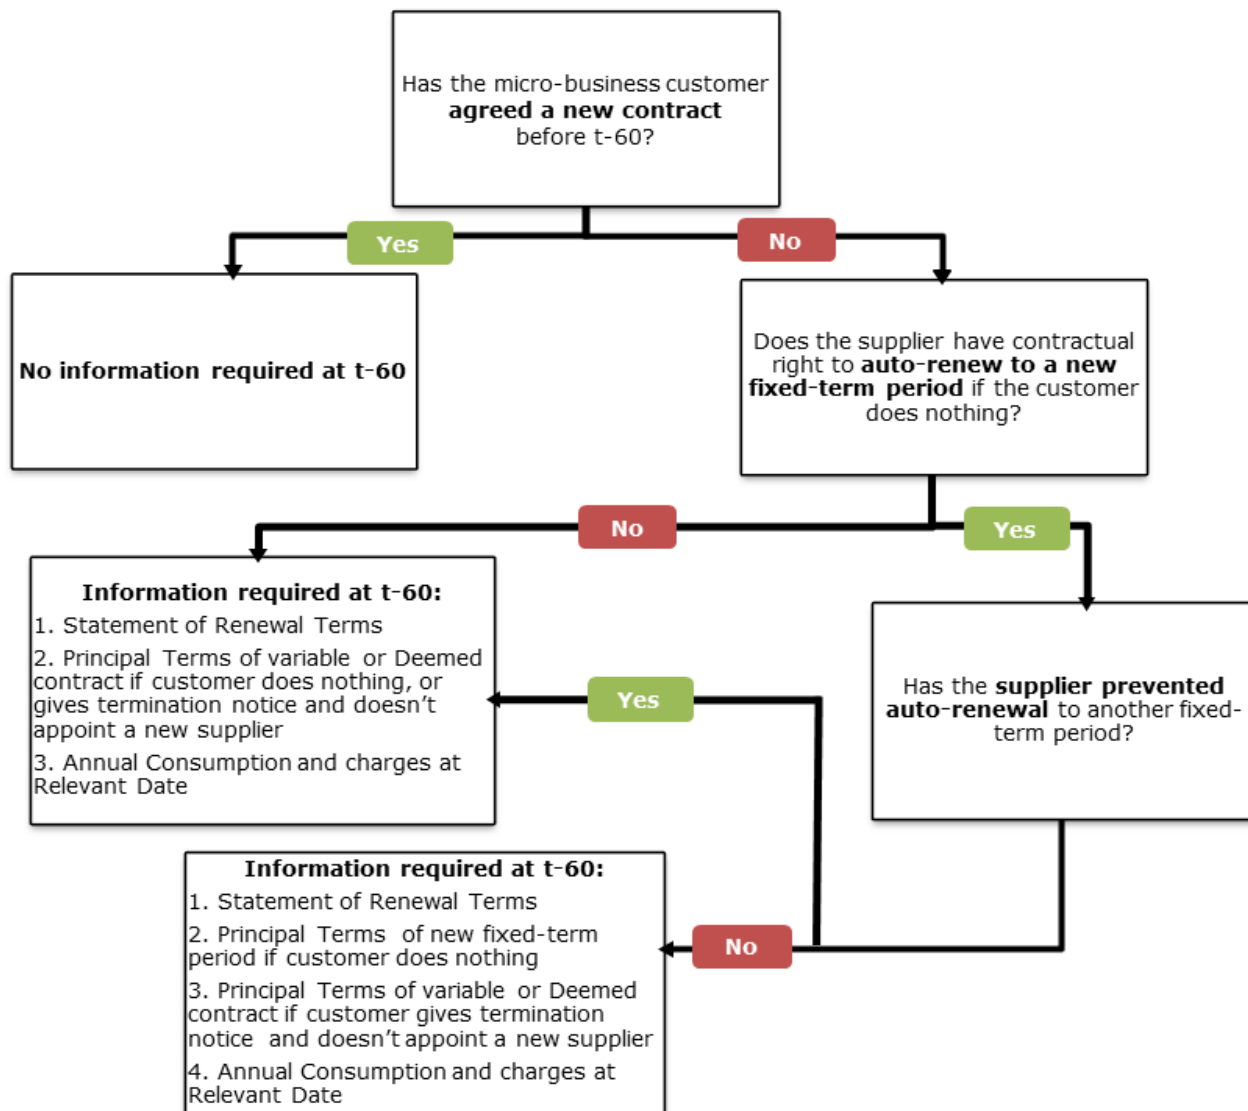 Has the micro-business customer
agreed a new contract
before t-60?
Yes
No
No information required at t-60
Does the supplier have contractual
right to auto-renew to a new
fixed-term period if the customer
does nothing?
No
Yes
Information required at t-60:
1. Statement of Renewal Terms
2. Principal Terms of variable or Deemed
contract if customer does nothing, or
gives termination notice and doesn't
appoint a new supplier
3. Annual Consumption and charges at
Relevant Date
Yes
Has the supplier prevented
auto-renewal to another fixed-
term period?
Information required at t-60:
1. Statement of Renewal Terms
2. Principal Terms of new fixed-term
period if customer does nothing
3. Principal Terms of variable or Deemed
contract if customer gives termination
notice and doesn't appoint a new supplier
4. Annual Consumption and charges at
Relevant Date
No